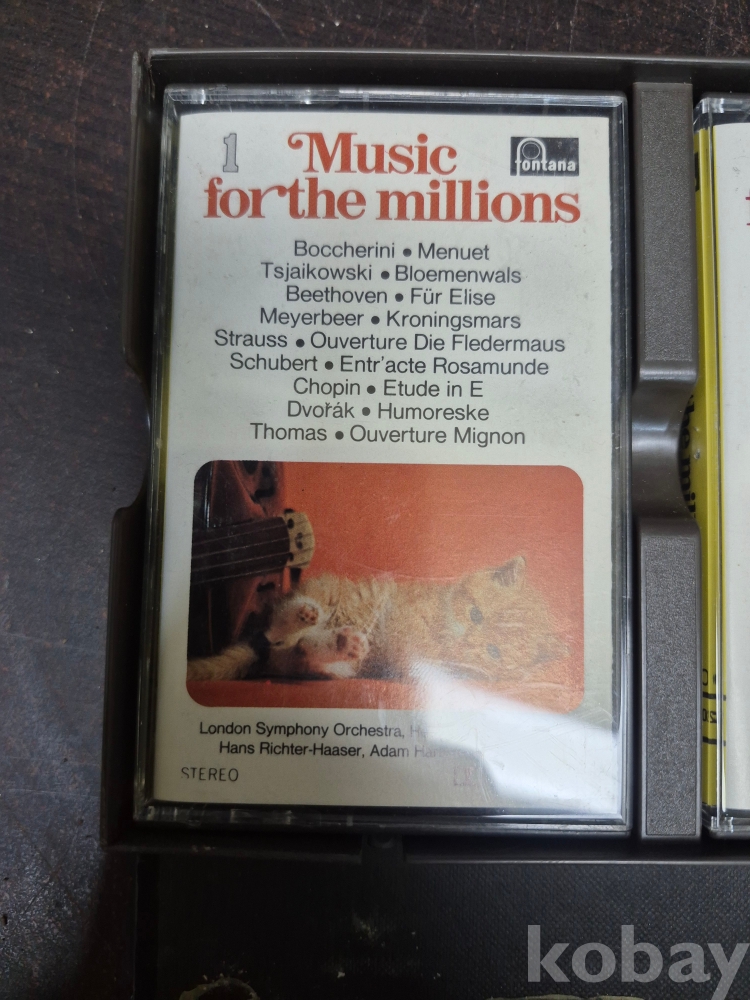 1
Music
for the millions
fontana
Boccherini • Menuet
Tsjaikowski • Bloemenwals
Beethoven • Für Elise
Meyerbeer • Kroningsmars
Strauss • Ouverture Die Fledermaus
Schubert • Entr'acte Rosamunde
Chopin • Etude in E
Dvořák • Humoreske
Thomas • Ouverture Mignon
London Symphony Orchestra,
Hans Richter-Haaser, Adam
STEREO
kobay